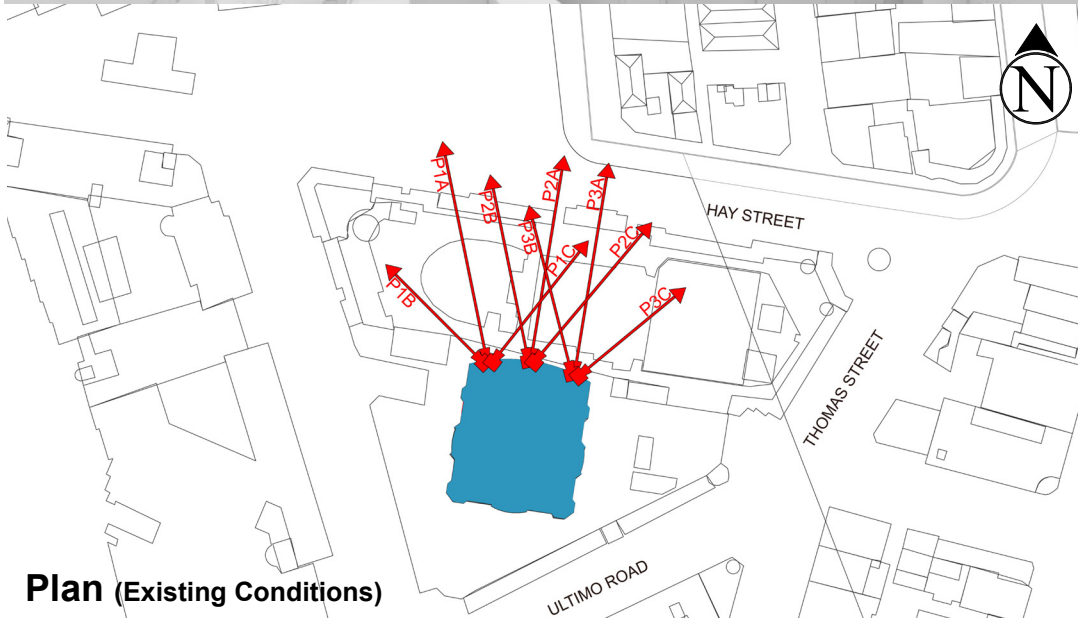 N
P1A
P2B
P3B
P2A
P3A
P1C
P2C
P1B
P3C
HAY STREET
THOMAS STREET
ULTIMO ROAD
Plan (Existing Conditions)